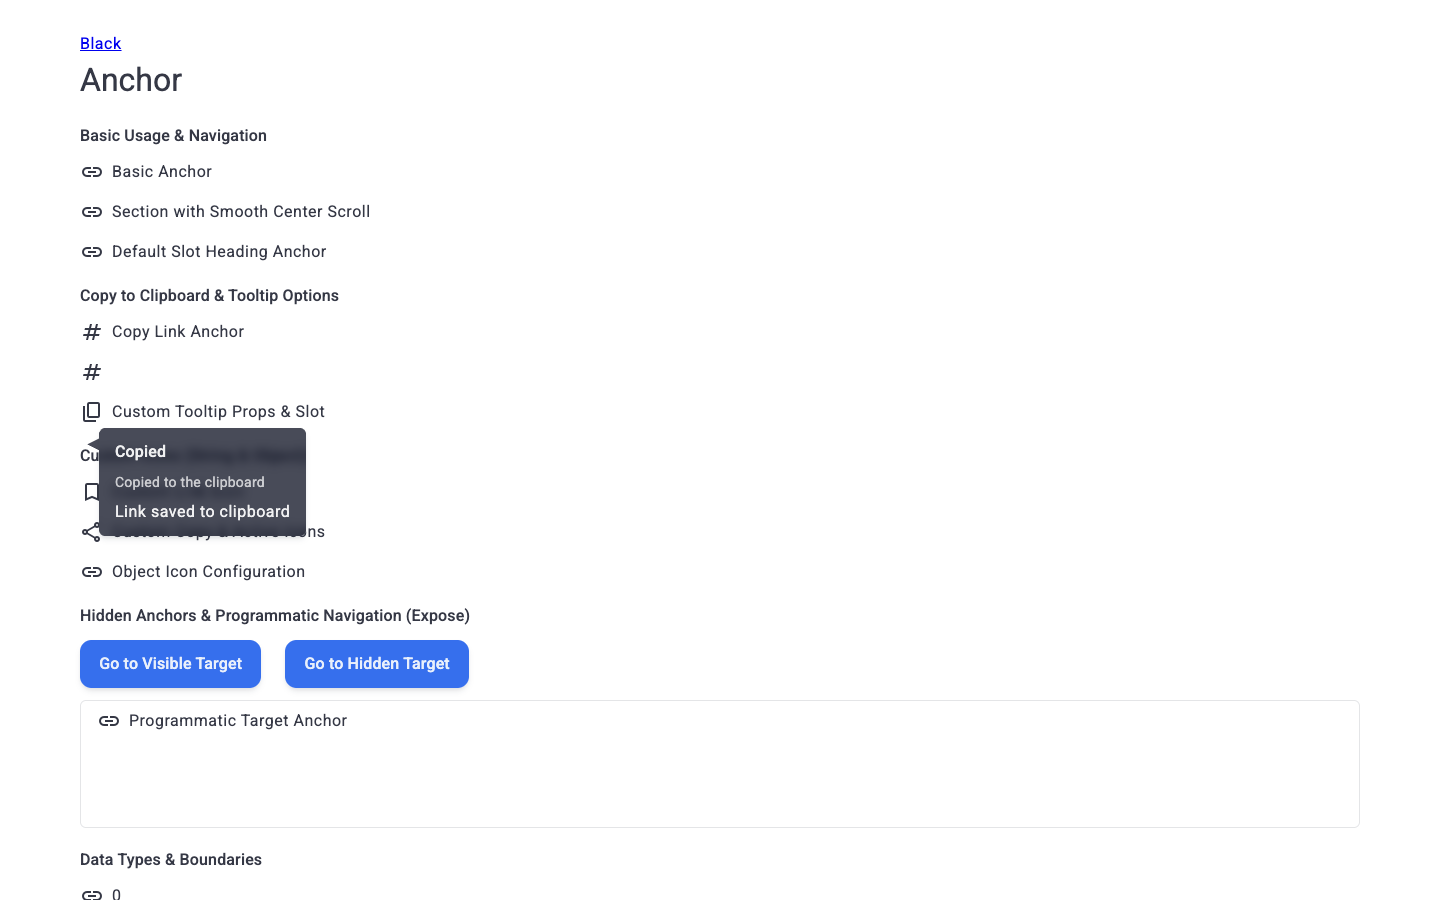 Black
Anchor
Basic Usage & Navigation
Basic Anchor
Section with Smooth Center Scroll
Default Slot Heading Anchor
Copy to Clipboard & Tooltip Options
# Copy Link Anchor
#
Custom Tooltip Props & Slot
Copied
Copied to the clipboard
Link saved to clipboard
Object Icon Configuration
Hidden Anchors & Programmatic Navigation (Expose)
Go to Visible Target
Go to Hidden Target
Programmatic Target Anchor
Data Types & Boundaries
0